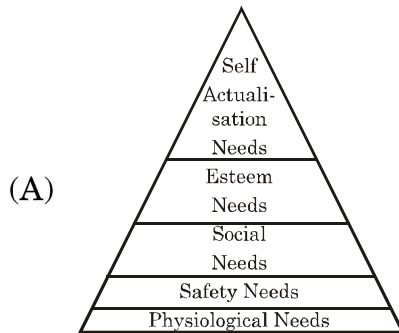 (A)
Self
Actuali-
sation
Needs
Esteem
Needs
Social
Needs
Safety Needs
Physiological Needs